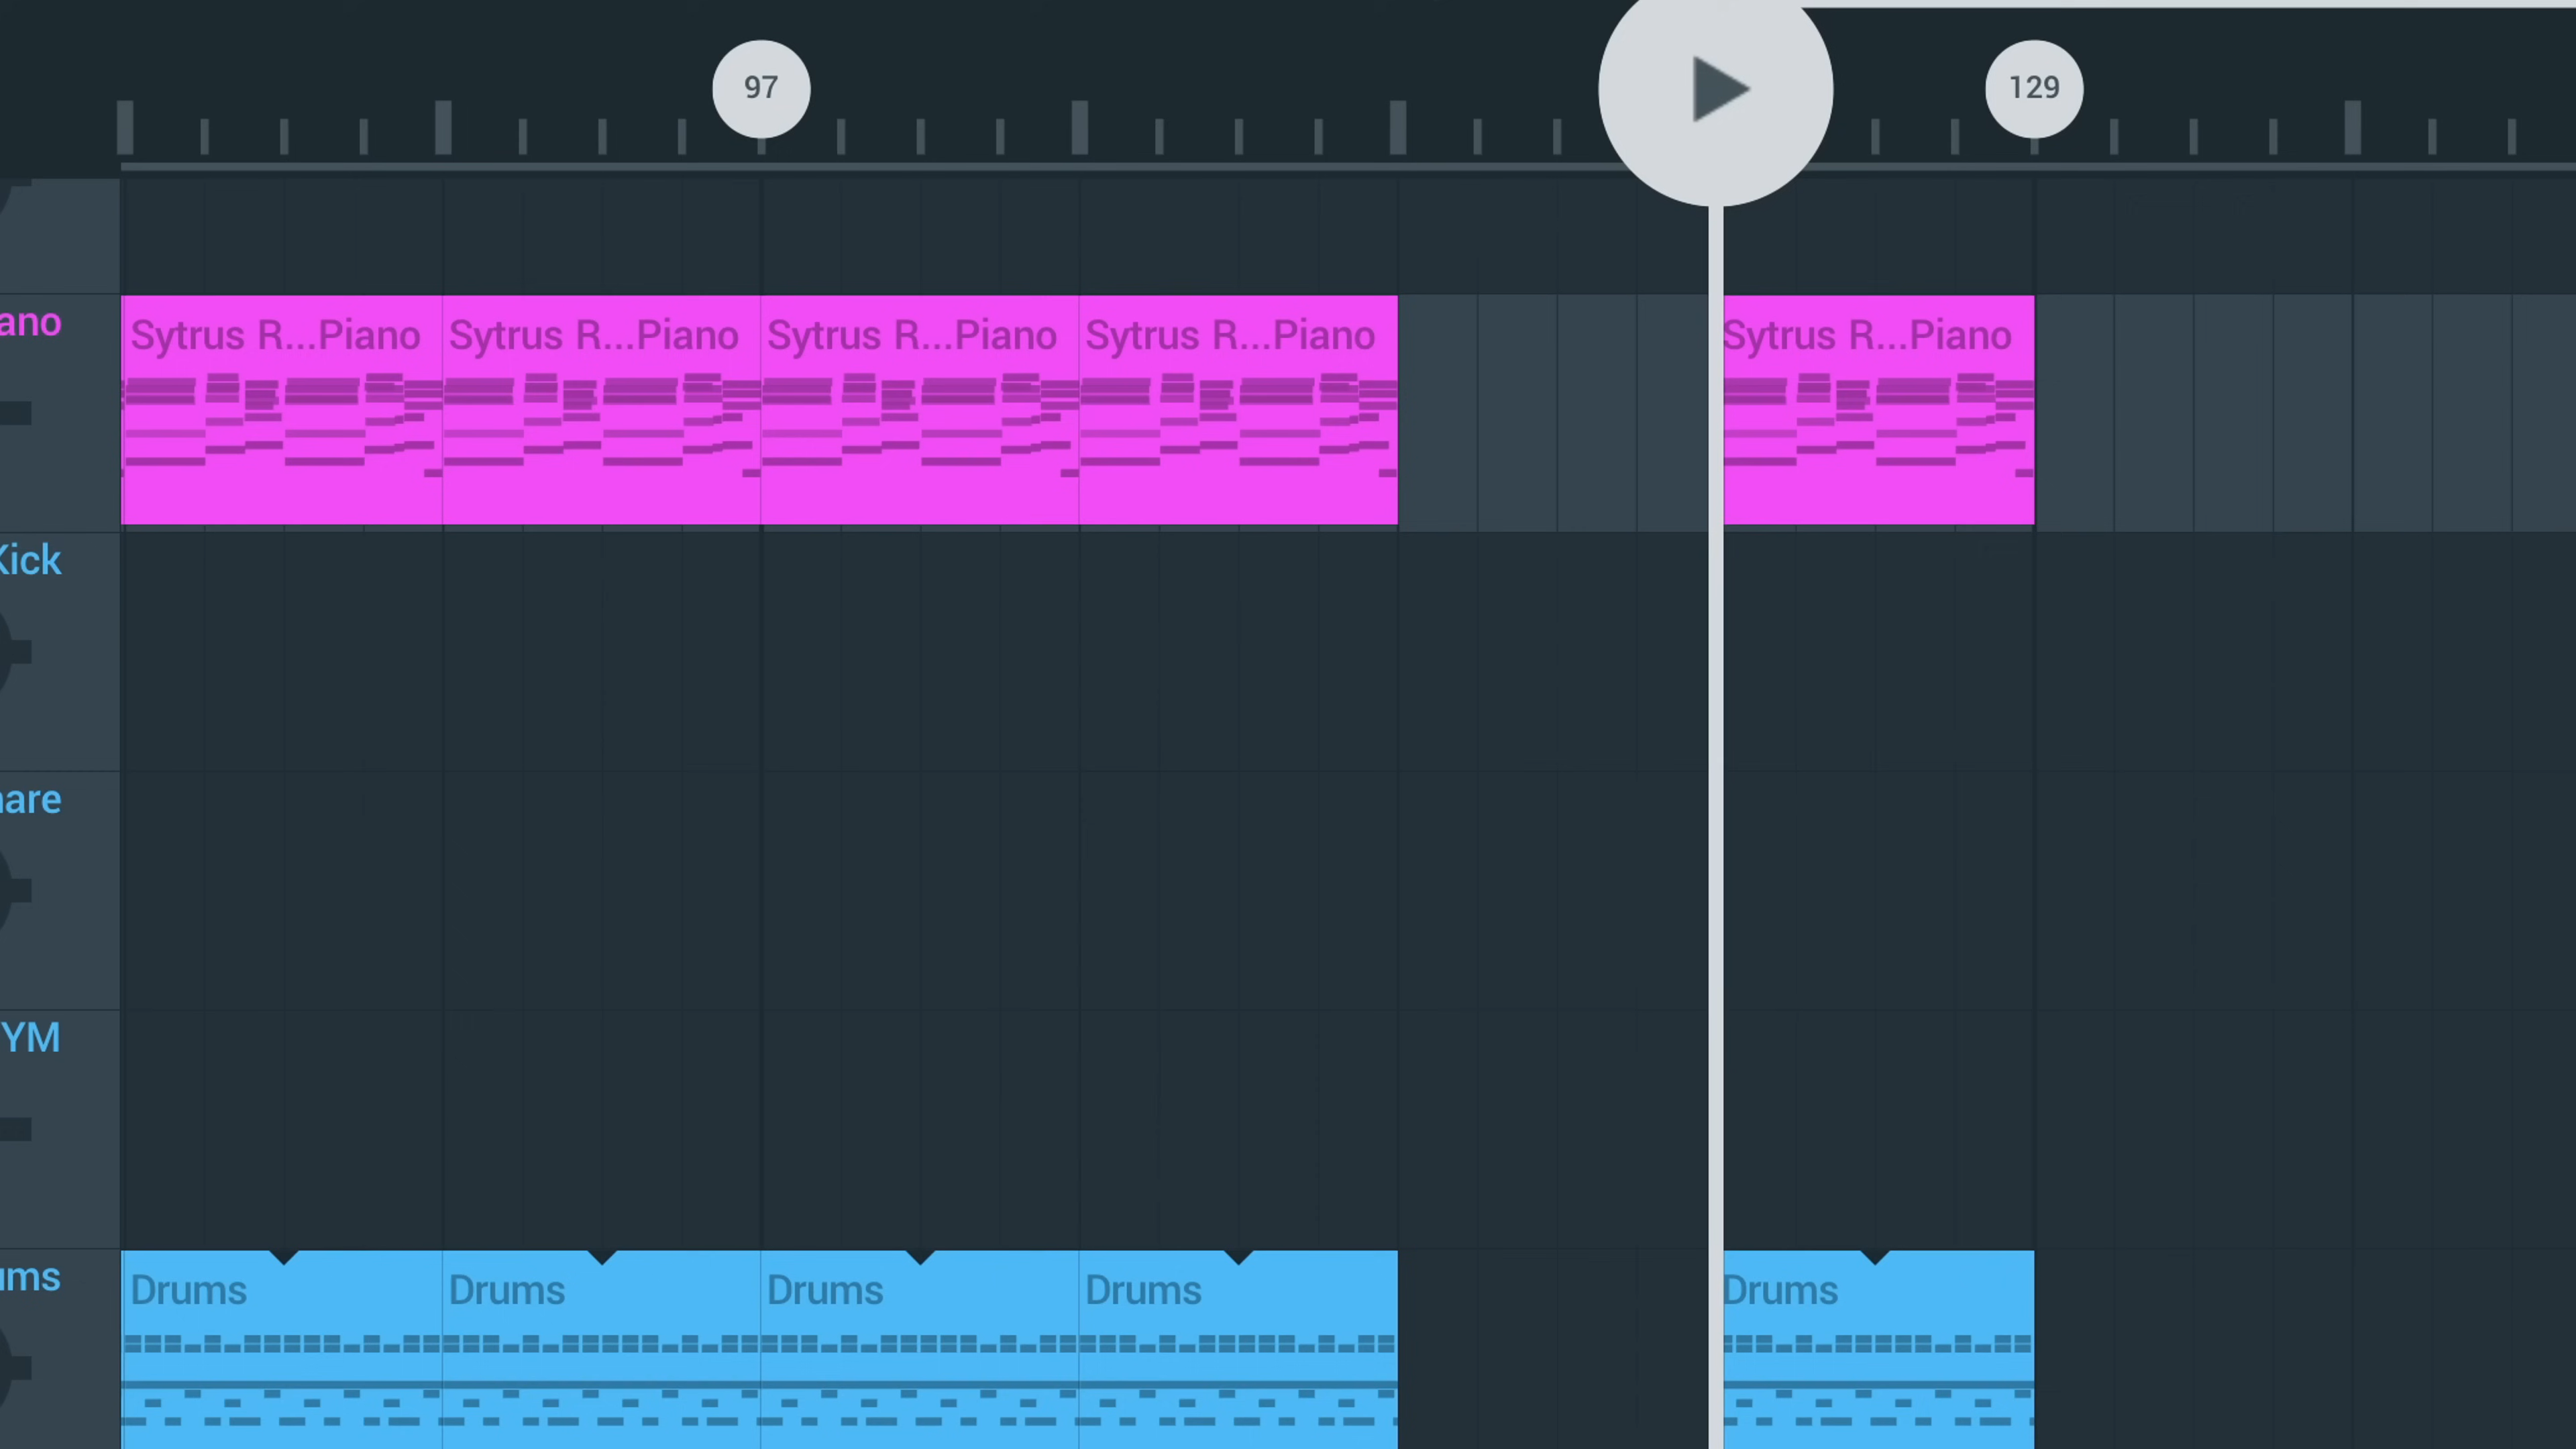 97
129
ano
Sytrus R...Piano
Sytrus R...Piano
Sytrus R...Piano
Sytrus R...Piano
Sytrus R...Piano
Kick
are
YM
ms
Drums
Drums
Drums
Drums
Drums